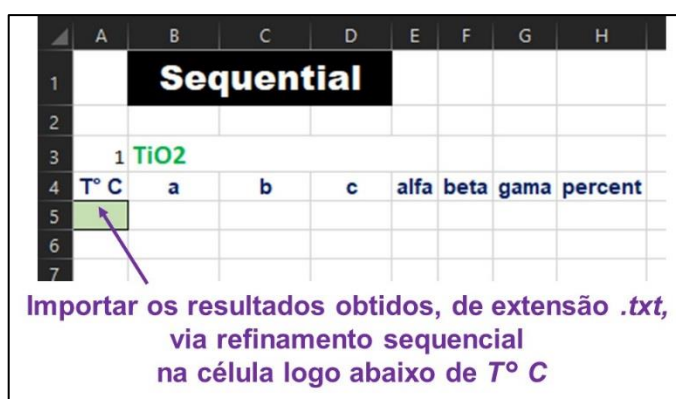 A B C D E F G H
1 Sequential
2
3 1 TiO2
4 T° C a b c alfa beta gama percent
5
6
7
Importar os resultados obtidos, de extensão .txt,
via refinamento sequencial
na célula logo abaixo de T° C